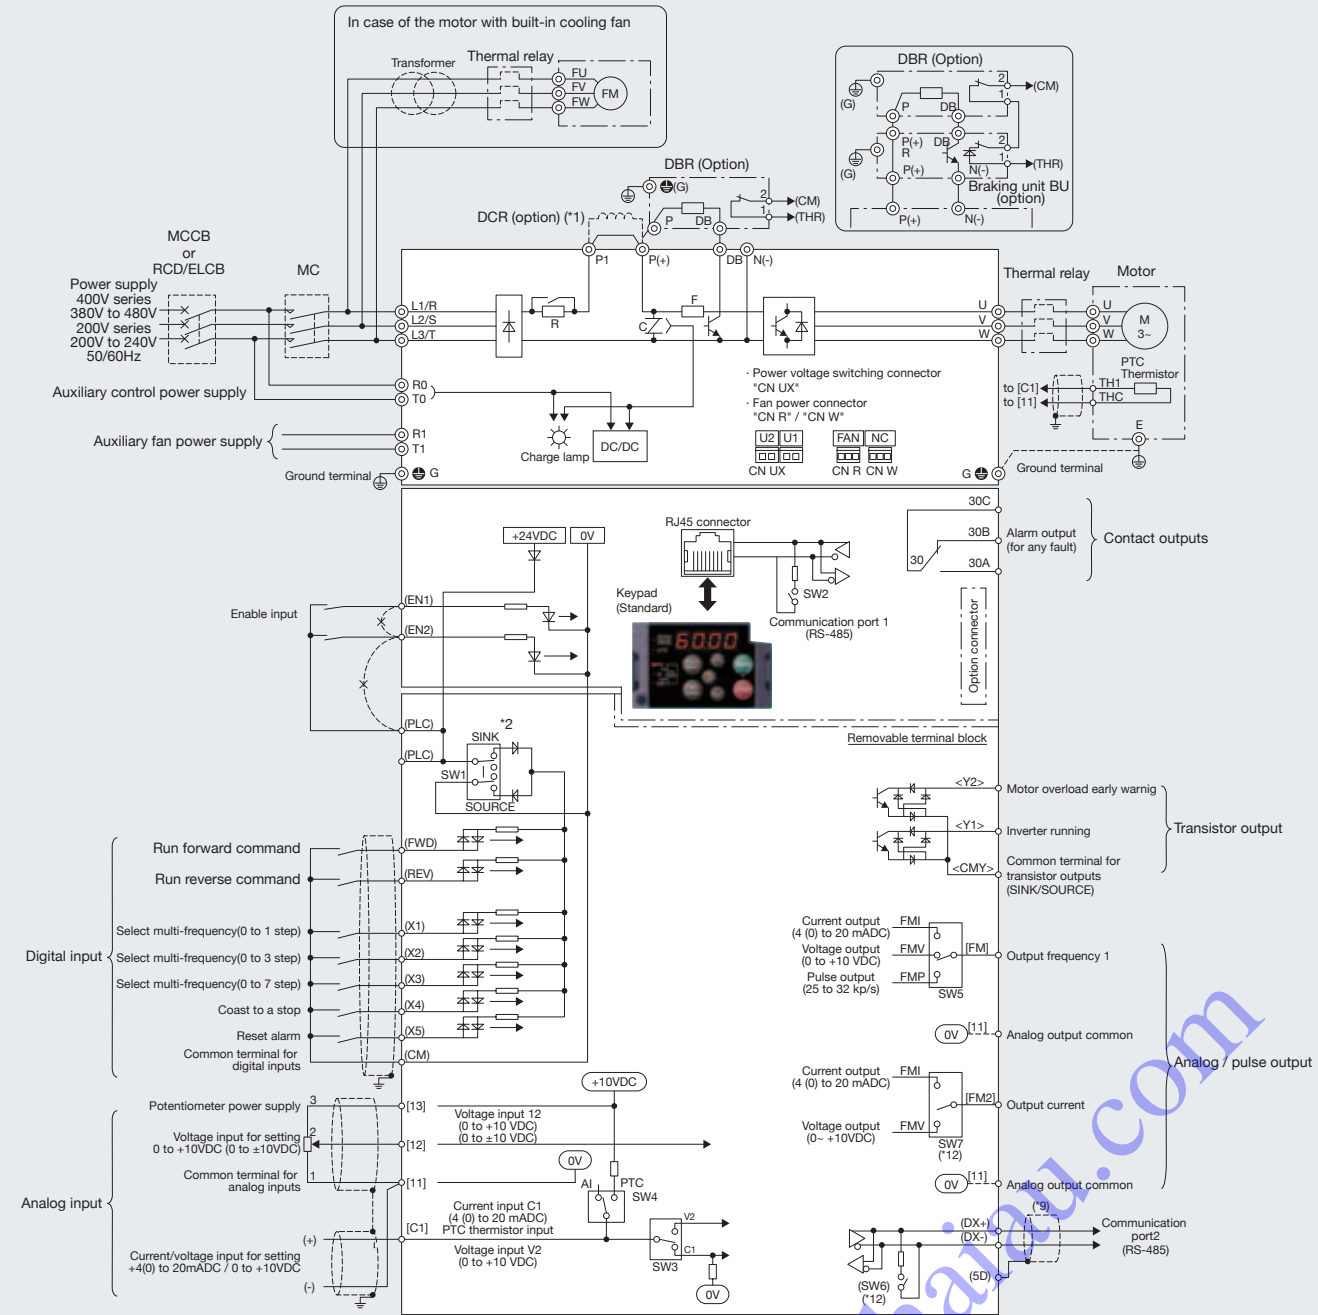 In case of the motor with built-in cooling fan
Transformer
Thermal relay
FU
FV
FW
FM
DBR (Option)
(G)
P
DB
2
1
(CM)
P(+)
R
DB
2
1
(THR)
(G)
P(+)
N(-)
Braking unit BU
(option)
P(+)
N(-)
DBR (Option)
(G)
P
DB
2
1
(CM)
(THR)
DCR (option) (*1)
P1
P(+)
DB
N(-)
MCCB
or
RCD/ELCB
MC
Power supply
400V series
380V to 480V
200V series
200V to 240V
50/60Hz
L1/R
L2/S
L3/T
R
C
F
U
V
W
Thermal relay
Motor
U
V
W
M
3~
PTC
Thermistor
TH1
THC
to [C1]
to [11]
E
Auxiliary control power supply
R0
T0
Auxiliary fan power supply
R1
T1
Ground terminal
G
Charge lamp
DC/DC
· Power voltage switching connector
"CN UX"
· Fan power connector
"CN R" / "CN W"
U2 U1
CN UX
FAN NC
CN R CN W
G
Ground terminal
+24VDC
0V
RJ45 connector
SW2
Keypad
(Standard)
Communication port 1
(RS-485)
60.00
30C
30B
30
30A
Alarm output
(for any fault)
Contact outputs
Option connector
Enable input
(EN1)
(EN2)
(PLC)
(PLC)
*2
SINK
SW1
SOURCE
Removable terminal block
<Y2>
Motor overload early warnig
<Y1>
Inverter running
<CMY>
Common terminal for
transistor outputs
(SINK/SOURCE)
Transistor output
Digital input
Run forward command
(FWD)
Run reverse command
(REV)
Select multi-frequency(0 to 1 step)
(X1)
Select multi-frequency(0 to 3 step)
(X2)
Select multi-frequency(0 to 7 step)
(X3)
Coast to a stop
(X4)
Reset alarm
(X5)
Common terminal for
digital inputs
(CM)
Current output
(4 (0) to 20 mADC)
FMI
Voltage output
(0 to +10 VDC)
FMV
Pulse output
(25 to 32 kp/s)
FMP
SW5
[FM]
Output frequency 1
0V
[11]
Analog output common
Current output
(4 (0) to 20 mADC)
FMI
Voltage output
(0~ +10VDC)
FMV
SW7
(*12)
[FM2]
Output current
0V
[11]
Analog output common
Analog / pulse output
Analog input
Potentiometer power supply
3
[13]
Voltage input for setting
0 to +10VDC (0 to ±10VDC)
2
[12]
Common terminal for
analog inputs
1
[11]
Current/voltage input for setting
+4(0) to 20mADC / 0 to +10VDC
(+)
(-)
[C1]
+10VDC
Voltage input 12
(0 to +10 VDC)
(0 to ±10 VDC)
0V
AI
PTC
SW4
Current input C1
(4 (0) to 20 mADC)
PTC thermistor input
Voltage input V2
(0 to +10 VDC)
V2
C1
SW3
0V
(SW6)
(*12)
(DX+)
(DX-)
(5D)
(*9)
Communication
port2
(RS-485)
baiau.com